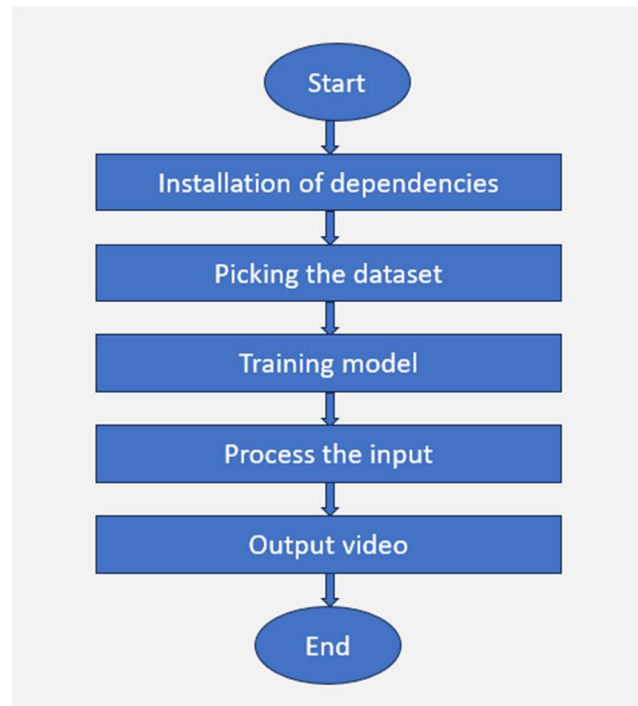 Start
Installation of dependencies
Picking the dataset
Training model
Process the input
Output video
End